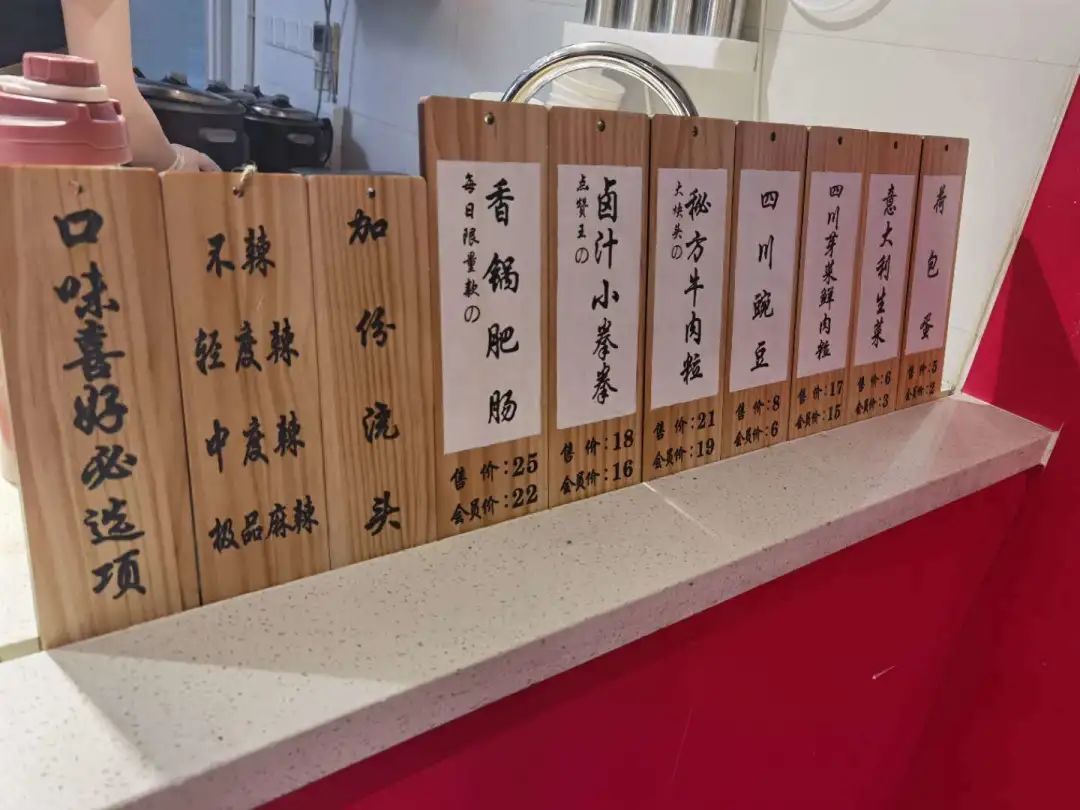 口味喜好必选项
不辣
轻度辣
中度辣
极品麻辣
加份浇头
每日限量款の
香锅肥肠
售价:25
会员价:22
点赞王の
卤汁小拳拳
售价:18
会员价:16
大块头の
秘方牛肉粒
售价:21
会员价:19
四川豌豆
售价:8
会员价:6
四川芽菜鲜肉粒
售价:17
会员价:15
意大利生菜
售价:6
会员价:3
荷包蛋
售价:5
会员价:2